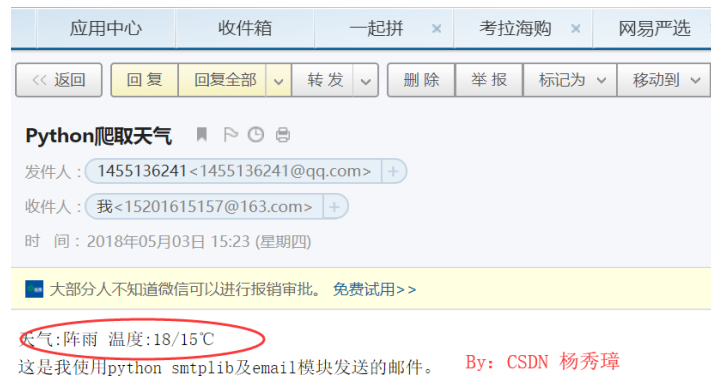 应用中心 收件箱 一起拼 × 考拉海购 × 网易严选
<< 返回 回复 回复全部 转发 删除 举报 标记为 移动到
Python爬取天气
发件人：1455136241<1455136241@qq.com> +
收件人：我<15201615157@163.com> +
时 间：2018年05月03日 15:23 (星期四)
大部分人不知道微信可以进行报销审批。 免费试用>>
天气:阵雨 温度:18/15℃
这是我使用python smtplib及email模块发送的邮件。 By: CSDN 杨秀璋